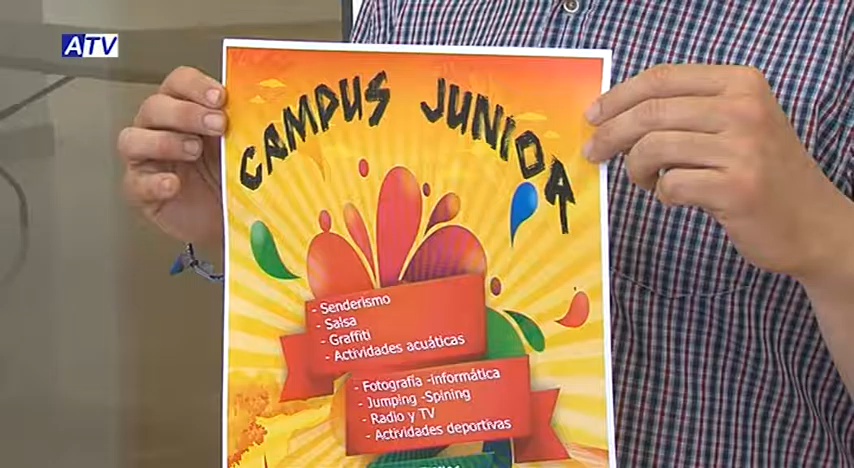 ATV
CAMPUS JUNIOR
- Senderismo
- Salsa
- Graffiti
- Actividades acuáticas
- Fotografía -informática
- Jumping -Spining
- Radio y TV
- Actividades deportivas